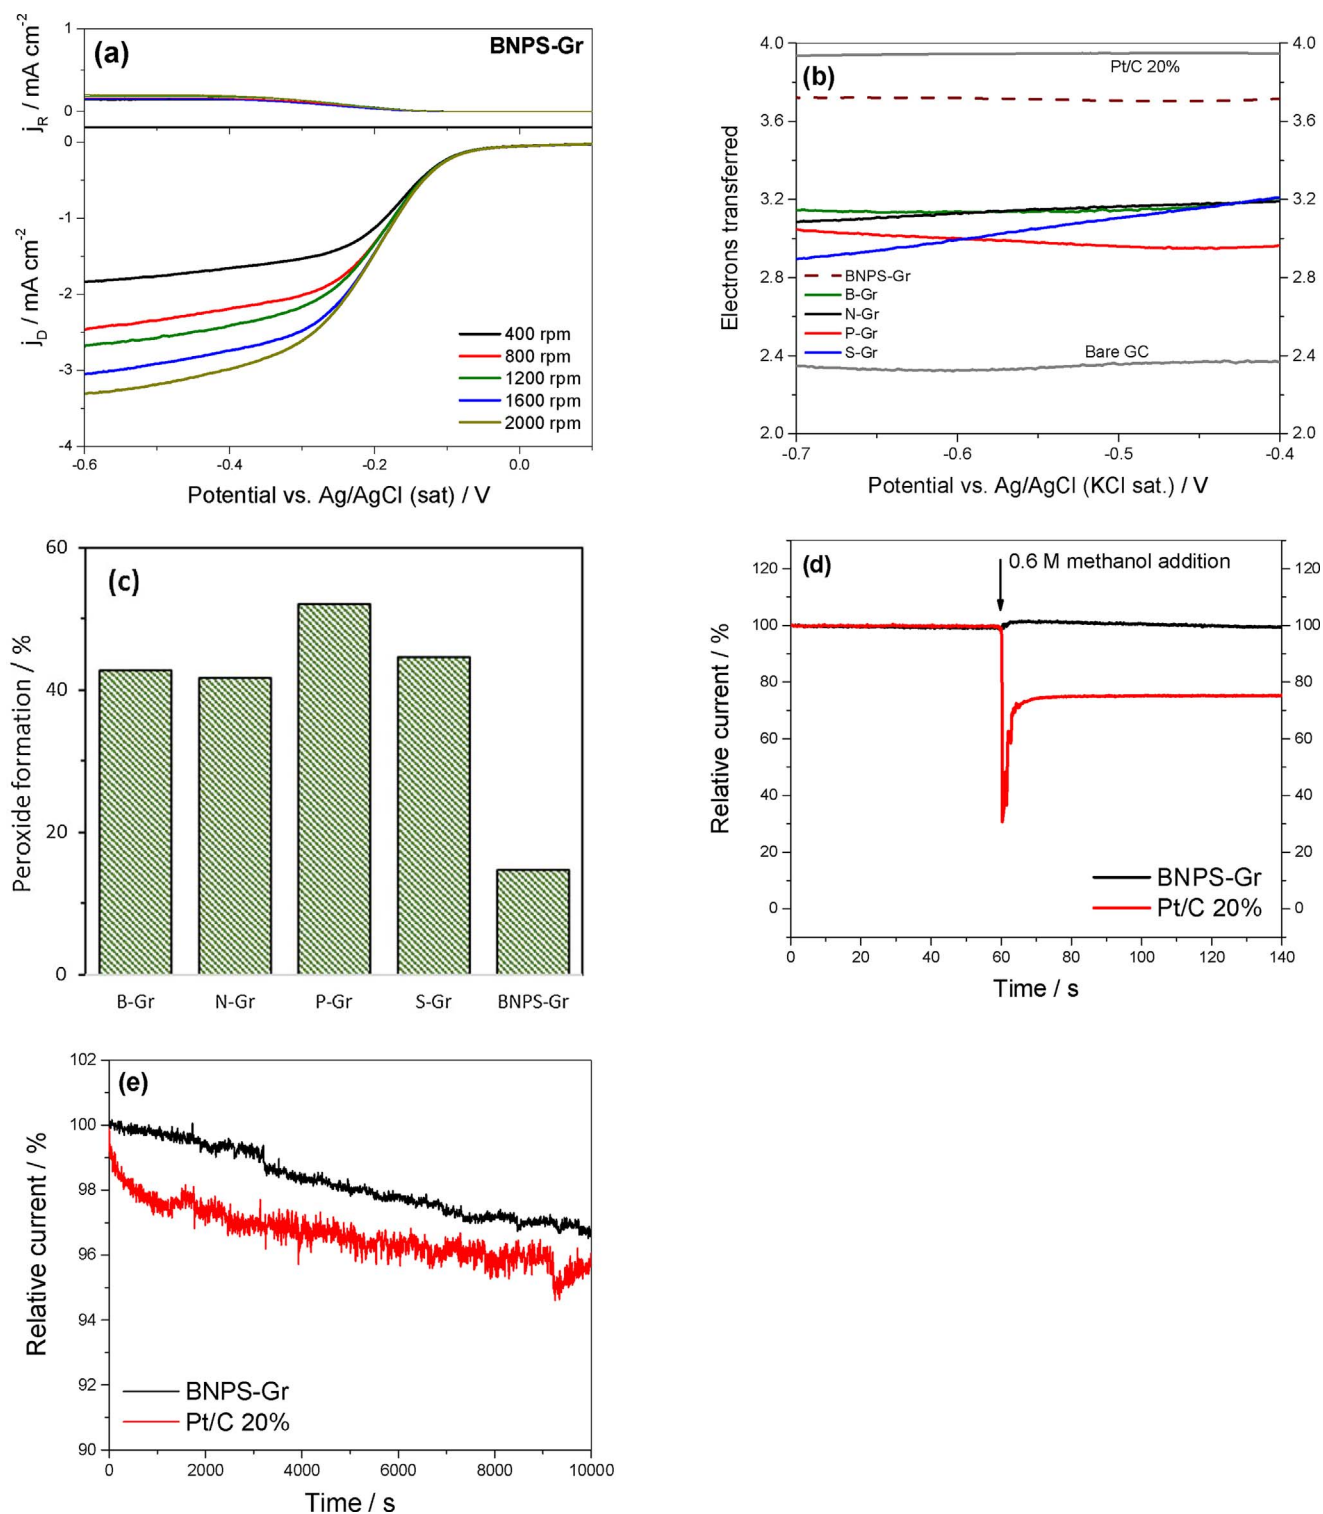 (a)
BNPS-Gr
j_R / mA cm-2
1
0
j_D / mA cm-2
0
-1
-2
-3
-4
400 rpm
800 rpm
1200 rpm
1600 rpm
2000 rpm
-0.6
-0.4
-0.2
0.0
Potential vs. Ag/AgCl (sat) / V
(b)
Electrons transferred
4.0
3.6
3.2
2.8
2.4
2.0
4.0
3.6
3.2
2.8
2.4
2.0
Pt/C 20%
BNPS-Gr
B-Gr
N-Gr
P-Gr
S-Gr
Bare GC
-0.7
-0.6
-0.5
-0.4
Potential vs. Ag/AgCl (KCl sat.) / V
(c)
Peroxide formation / %
60
40
20
0
B-Gr
N-Gr
P-Gr
S-Gr
BNPS-Gr
(d)
0.6 M methanol addition
Relative current / %
120
100
80
60
40
20
0
120
100
80
60
40
20
0
BNPS-Gr
Pt/C 20%
0
20
40
60
80
100
120
140
Time / s
(e)
Relative current / %
102
100
98
96
94
92
90
BNPS-Gr
Pt/C 20%
0
2000
4000
6000
8000
10000
Time / s